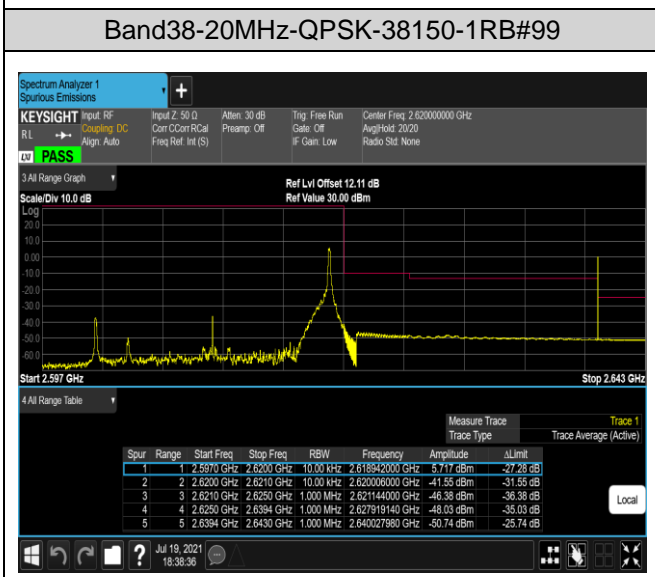 Band38-20MHz-QPSK-38150-1RB#99
Spectrum Analyzer 1
Spurious Emissions
KEYSIGHT Input: RF Input Z: 50 Ω Atten: 30 dB Trig: Free Run Center Freq: 2.620000000 GHz
RL Coupling: DC Corr CCorr RCal Preamp: Off Gate: Off Avg|Hold: 20/20
Align: Auto Freq Ref: Int (S) IF Gain: Low Radio Std: None
LXI PASS
3 All Range Graph
Ref Lvl Offset 12.11 dB
Scale/Div 10.0 dB Ref Value 30.00 dBm
Log
20.0
10.0
0.00
-10.0
-20.0
-30.0
-40.0
-50.0
-60.0
Start 2.597 GHz Stop 2.643 GHz
4 All Range Table
Measure Trace Trace 1
Trace Type Trace Average (Active)
Spur Range Start Freq Stop Freq RBW Frequency Amplitude ΔLimit
1 1 2.5970 GHz 2.6200 GHz 10.00 kHz 2.618942000 GHz 5.717 dBm -27.28 dB
2 2 2.6200 GHz 2.6210 GHz 10.00 kHz 2.620006000 GHz -41.55 dBm -31.55 dB
3 3 2.6210 GHz 2.6250 GHz 1.000 MHz 2.621144000 GHz -46.38 dBm -36.38 dB
4 4 2.6250 GHz 2.6394 GHz 1.000 MHz 2.627919140 GHz -48.03 dBm -35.03 dB
5 5 2.6394 GHz 2.6430 GHz 1.000 MHz 2.640027980 GHz -50.74 dBm -25.74 dB
Local
Jul 19, 2021
18:38:36